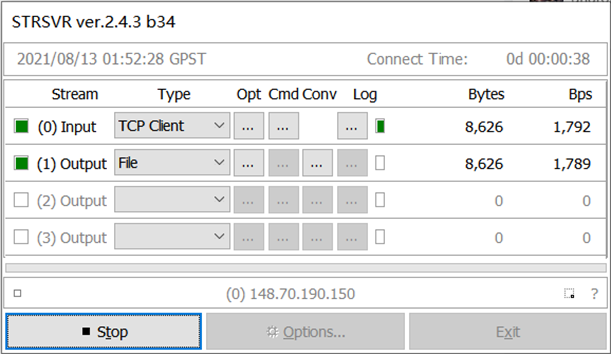 STRSVR ver.2.4.3 b34
2021/08/13 01:52:28 GPST Connect Time: 0d 00:00:38
Stream Type Opt Cmd Conv Log Bytes Bps
(0) Input TCP Client ... ... ... 8,626 1,792
(1) Output File ... ... ... ... 8,626 1,789
(2) Output ... ... ... ... 0 0
(3) Output ... ... ... ... 0 0
(0) 148.70.190.150 ?
Stop Options... Exit